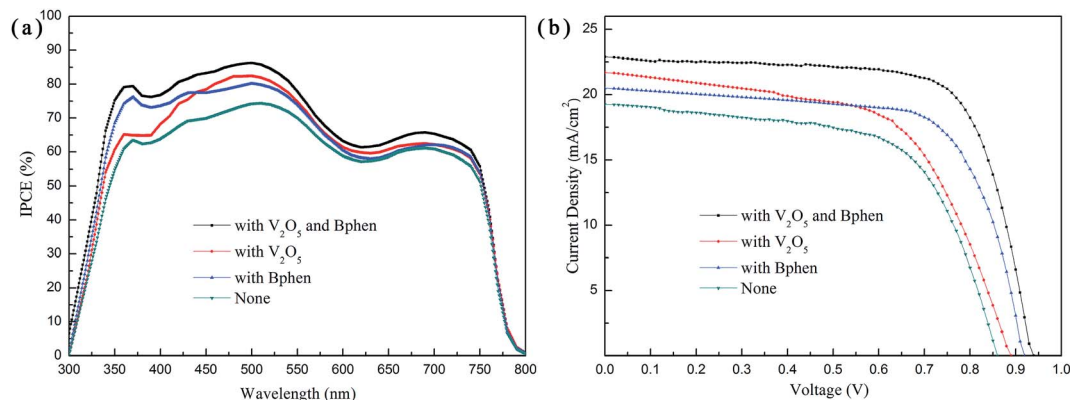 (a)
100
90
80
70
60
50
40
30
20
10
0
IPCE (%)
with V₂O₅ and Bphen
with V₂O₅
with Bphen
None
300 350 400 450 500 550 600 650 700 750 800
Wavelength (nm)
(b)
25
20
15
10
5
Current Density (mA/cm²)
with V₂O₅ and Bphen
with V₂O₅
with Bphen
None
0.0 0.1 0.2 0.3 0.4 0.5 0.6 0.7 0.8 0.9 1.0
Voltage (V)